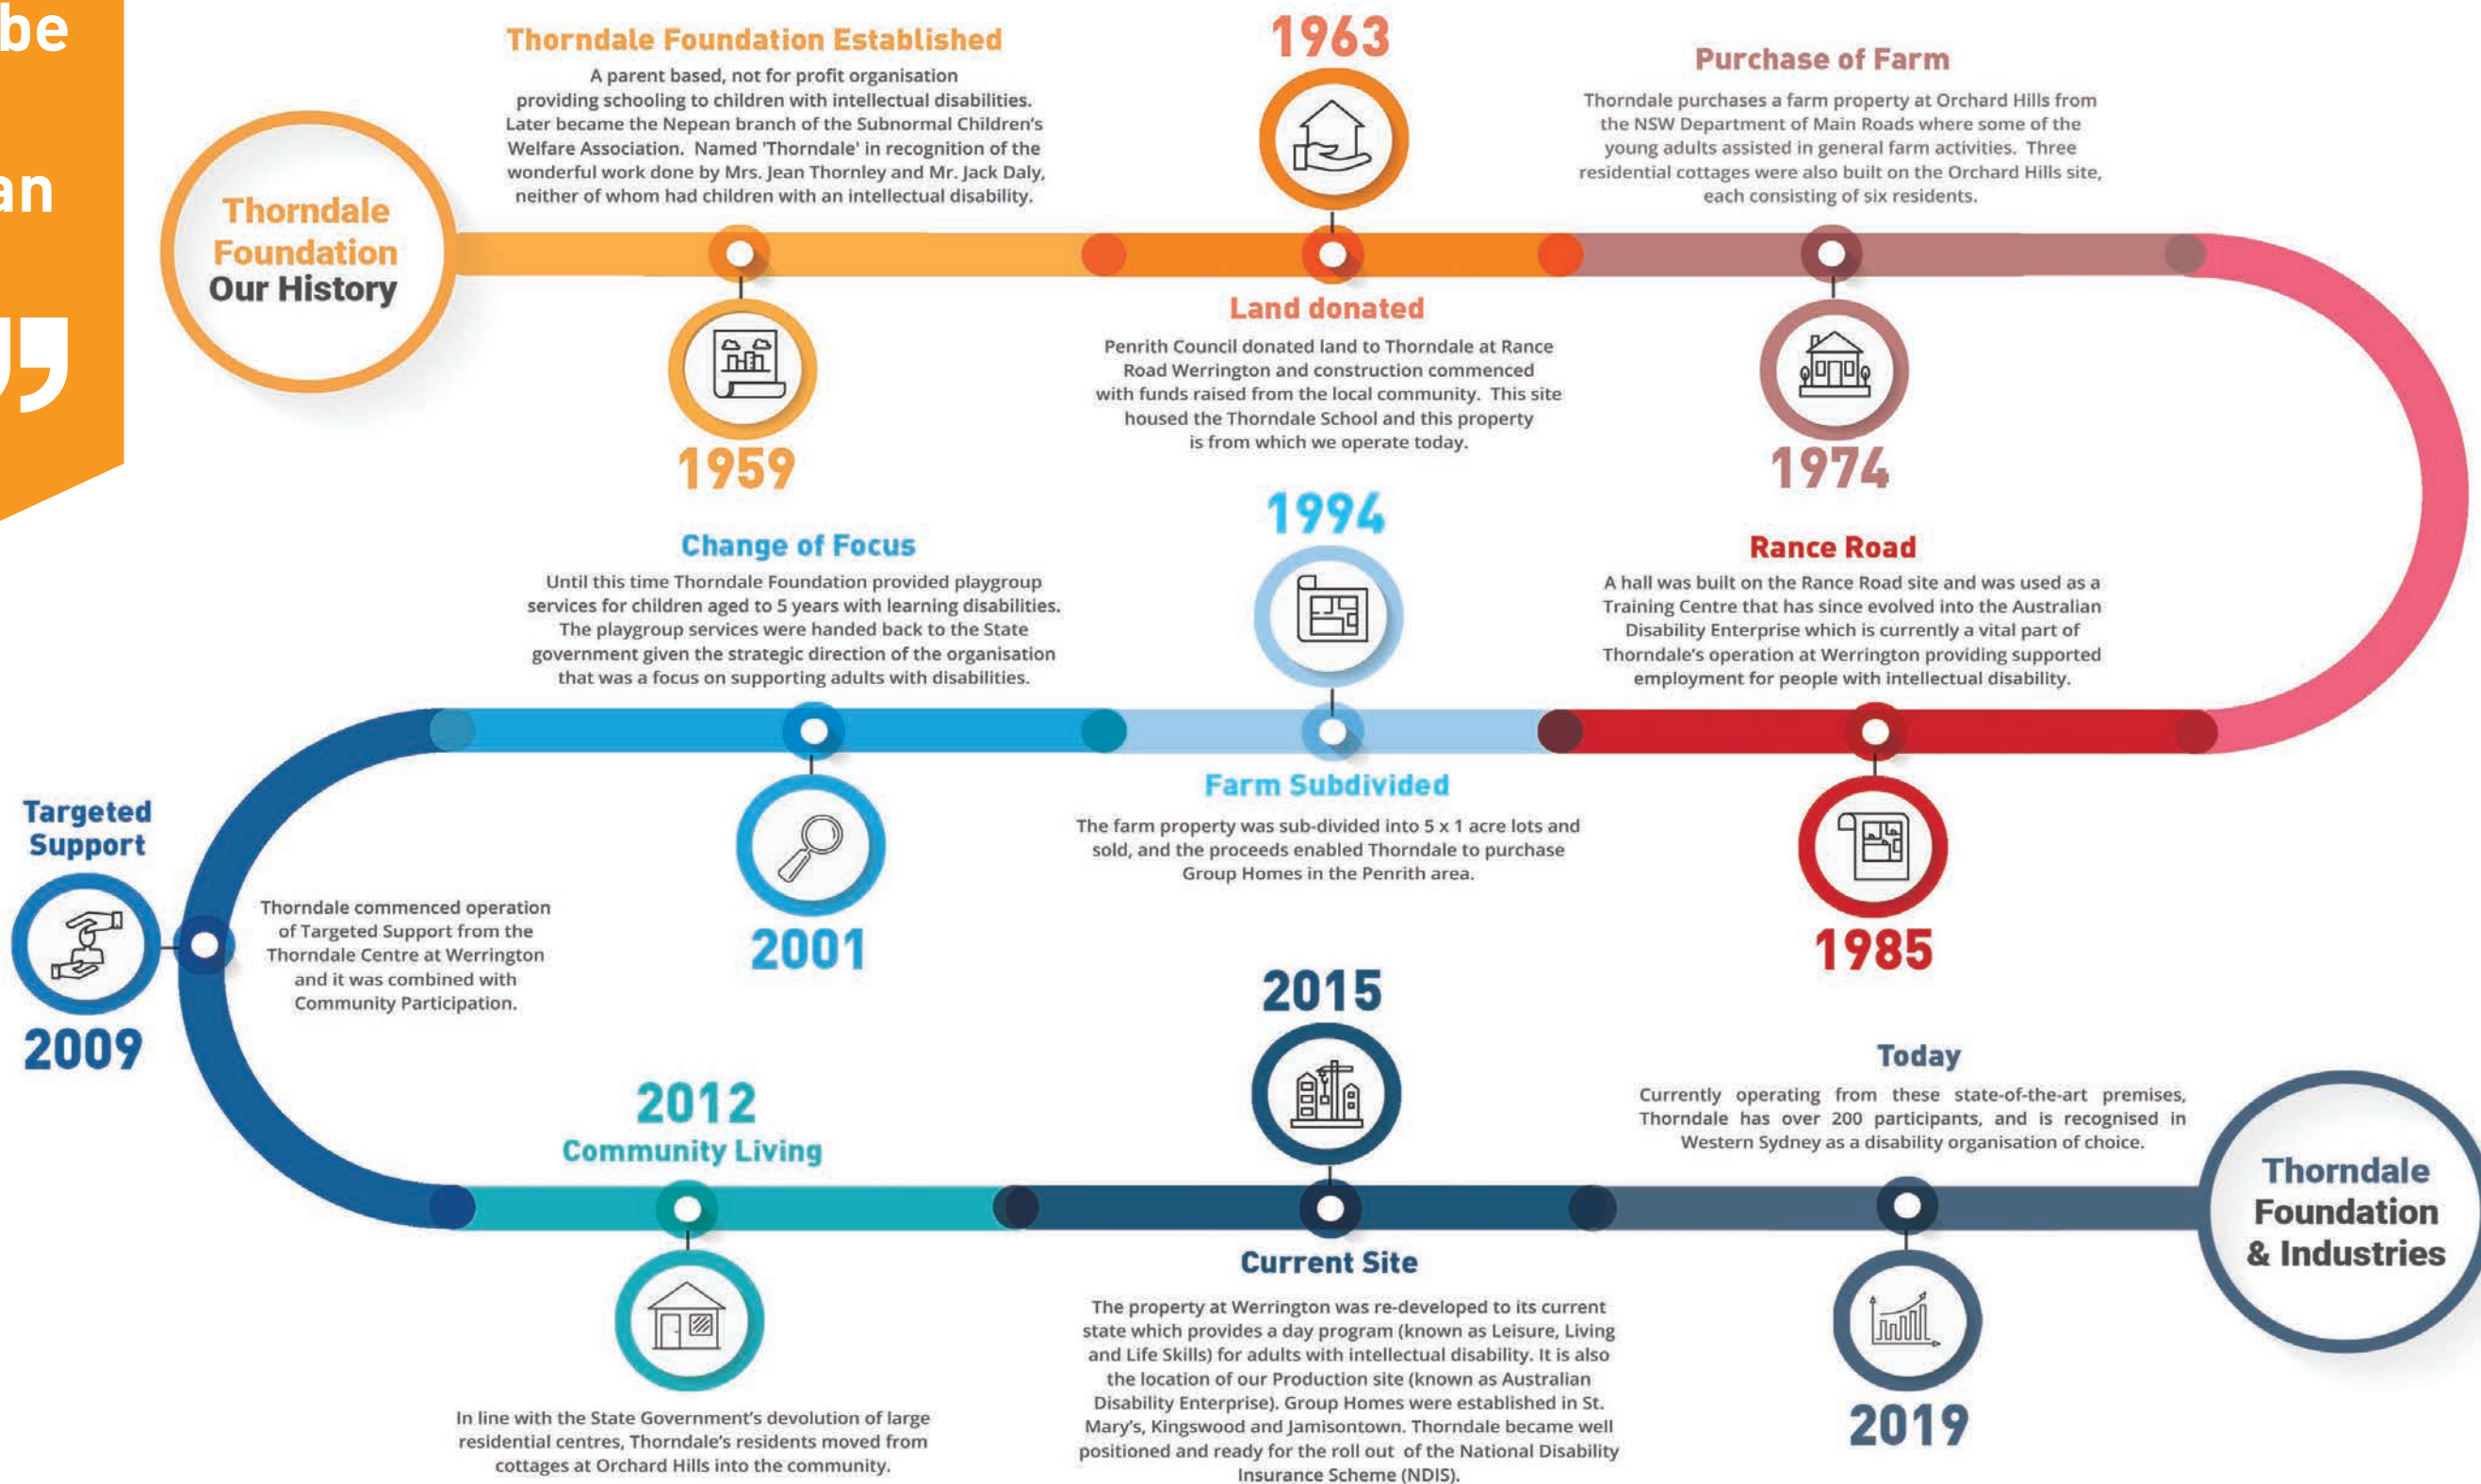 be
an
”
Thorndale
Foundation
Our History
Thorndale Foundation Established
A parent based, not for profit organisation
providing schooling to children with intellectual disabilities.
Later became the Nepean branch of the Subnormal Children's
Welfare Association. Named 'Thorndale' in recognition of the
wonderful work done by Mrs. Jean Thornley and Mr. Jack Daly,
neither of whom had children with an intellectual disability.
1959
1963
Land donated
Penrith Council donated land to Thorndale at Rance
Road Werrington and construction commenced
with funds raised from the local community. This site
housed the Thorndale School and this property
is from which we operate today.
Purchase of Farm
Thorndale purchases a farm property at Orchard Hills from
the NSW Department of Main Roads where some of the
young adults assisted in general farm activities. Three
residential cottages were also built on the Orchard Hills site,
each consisting of six residents.
1974
Rance Road
A hall was built on the Rance Road site and was used as a
Training Centre that has since evolved into the Australian
Disability Enterprise which is currently a vital part of
Thorndale's operation at Werrington providing supported
employment for people with intellectual disability.
1985
1994
Farm Subdivided
The farm property was sub-divided into 5 x 1 acre lots and
sold, and the proceeds enabled Thorndale to purchase
Group Homes in the Penrith area.
Change of Focus
Until this time Thorndale Foundation provided playgroup
services for children aged to 5 years with learning disabilities.
The playgroup services were handed back to the State
government given the strategic direction of the organisation
that was a focus on supporting adults with disabilities.
2001
Targeted
Support
2009
Thorndale commenced operation
of Targeted Support from the
Thorndale Centre at Werrington
and it was combined with
Community Participation.
2012
Community Living
In line with the State Government's devolution of large
residential centres, Thorndale's residents moved from
cottages at Orchard Hills into the community.
2015
Current Site
The property at Werrington was re-developed to its current
state which provides a day program (known as Leisure, Living
and Life Skills) for adults with intellectual disability. It is also
the location of our Production site (known as Australian
Disability Enterprise). Group Homes were established in St.
Mary's, Kingswood and Jamisontown. Thorndale became well
positioned and ready for the roll out of the National Disability
Insurance Scheme (NDIS).
Today
Currently operating from these state-of-the-art premises,
Thorndale has over 200 participants, and is recognised in
Western Sydney as a disability organisation of choice.
2019
Thorndale
Foundation
& Industries